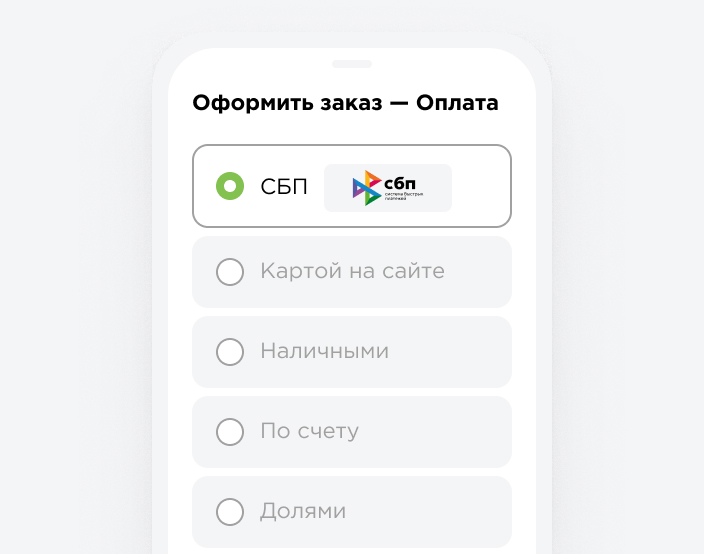 Оформить заказ — Оплата
СБП
сбп
система быстрых
платежей
Картой на сайте
Наличными
По счету
Долями